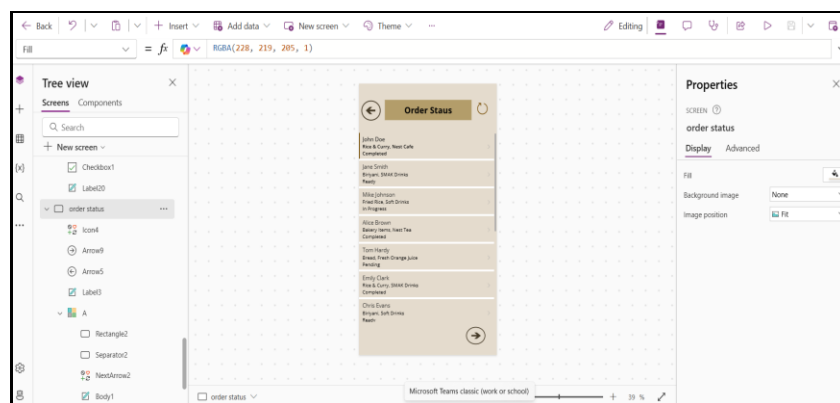 Back
Insert
Add data
New screen
Theme
Editing
Fill
= fx
RGBA(228, 219, 205, 1)
Tree view
Screens Components
Search
New screen
Checkbox1
Label20
order status
Icon4
Arrow9
Arrow5
Label3
A
Rectangle2
Separator2
NextArrow2
Body1
Order Staus
John Doe
Rice & Curry, Nest Cafe
Completed
Jane Smith
Biriyani, SMAK Drinks
Ready
Mike Johnson
Fried Rice, Soft Drinks
In Progress
Alice Brown
Bakery Items, Nest Tea
Completed
Tom Hardy
Bread, Fresh Orange Juice
Pending
Emily Clark
Rice & Curry, SMAK Drinks
Completed
Chris Evans
Biriyani, Soft Drinks
Ready
order status
Microsoft Teams classic (work or school)
39 %
Properties
SCREEN
order status
Display Advanced
Fill
Background image None
Image position Fit